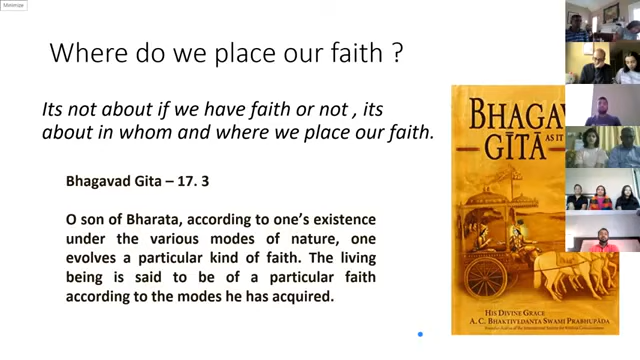 Where do we place our faith ?
Its not about if we have faith or not , its
about in whom and where we place our faith.
Bhagavad Gita – 17. 3
O son of Bharata, according to one's existence
under the various modes of nature, one
evolves a particular kind of faith. The living
being is said to be of a particular faith
according to the modes he has acquired.
BHAGAV
AS IT
GĪTĀ
HIS DIVINE GRACE
A. C. BHAKTIVEDANTA SWAMI PRABHUPĀDA